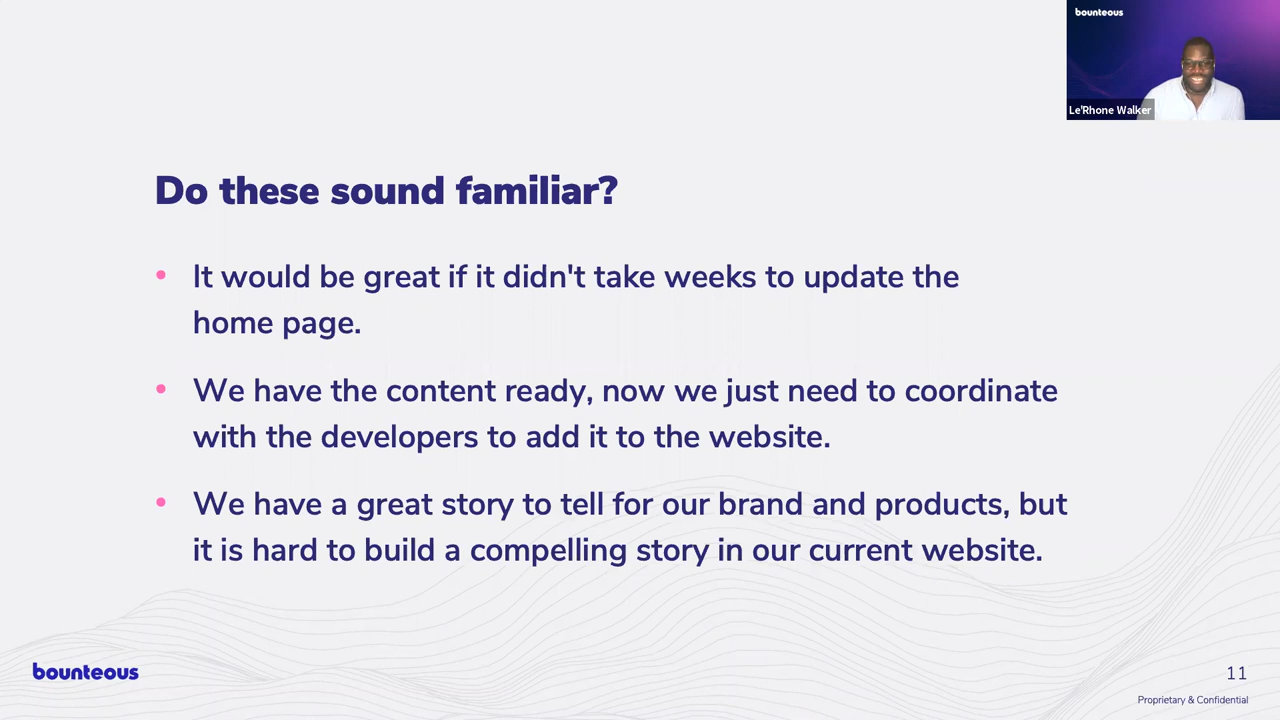 bounteous
Le'Rhone Walker
Do these sound familiar?
• It would be great if it didn't take weeks to update the
home page.
• We have the content ready, now we just need to coordinate
with the developers to add it to the website.
• We have a great story to tell for our brand and products, but
it is hard to build a compelling story in our current website.
bounteous
11
Proprietary & Confidential